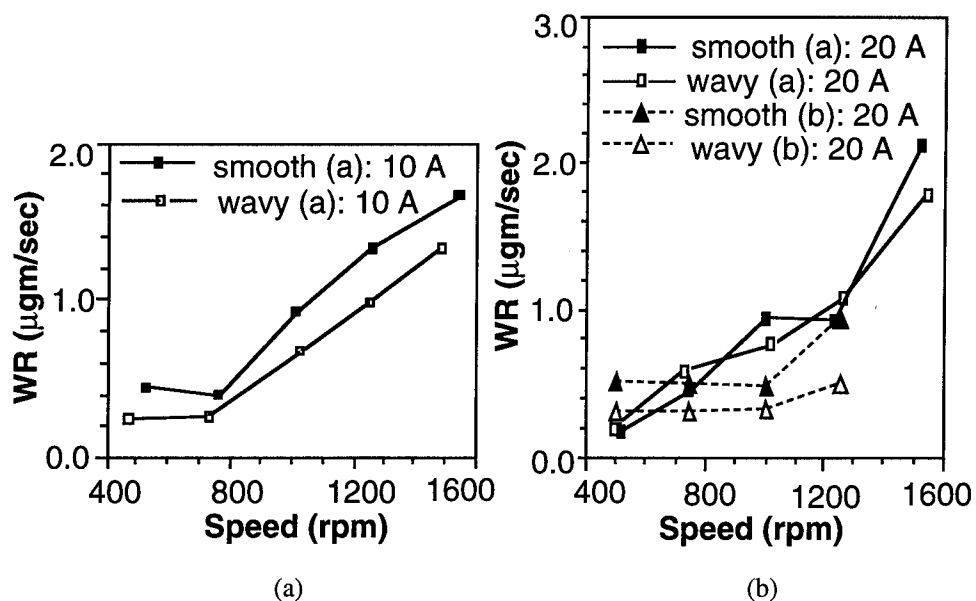 2.0
1.0
0.0
WR (μgm/sec)
smooth (a): 10 A
wavy (a): 10 A
400 800 1200 1600
Speed (rpm)
(a)
3.0
2.0
1.0
0.0
WR (μgm/sec)
smooth (a): 20 A
wavy (a): 20 A
smooth (b): 20 A
wavy (b): 20 A
400 800 1200 1600
Speed (rpm)
(b)